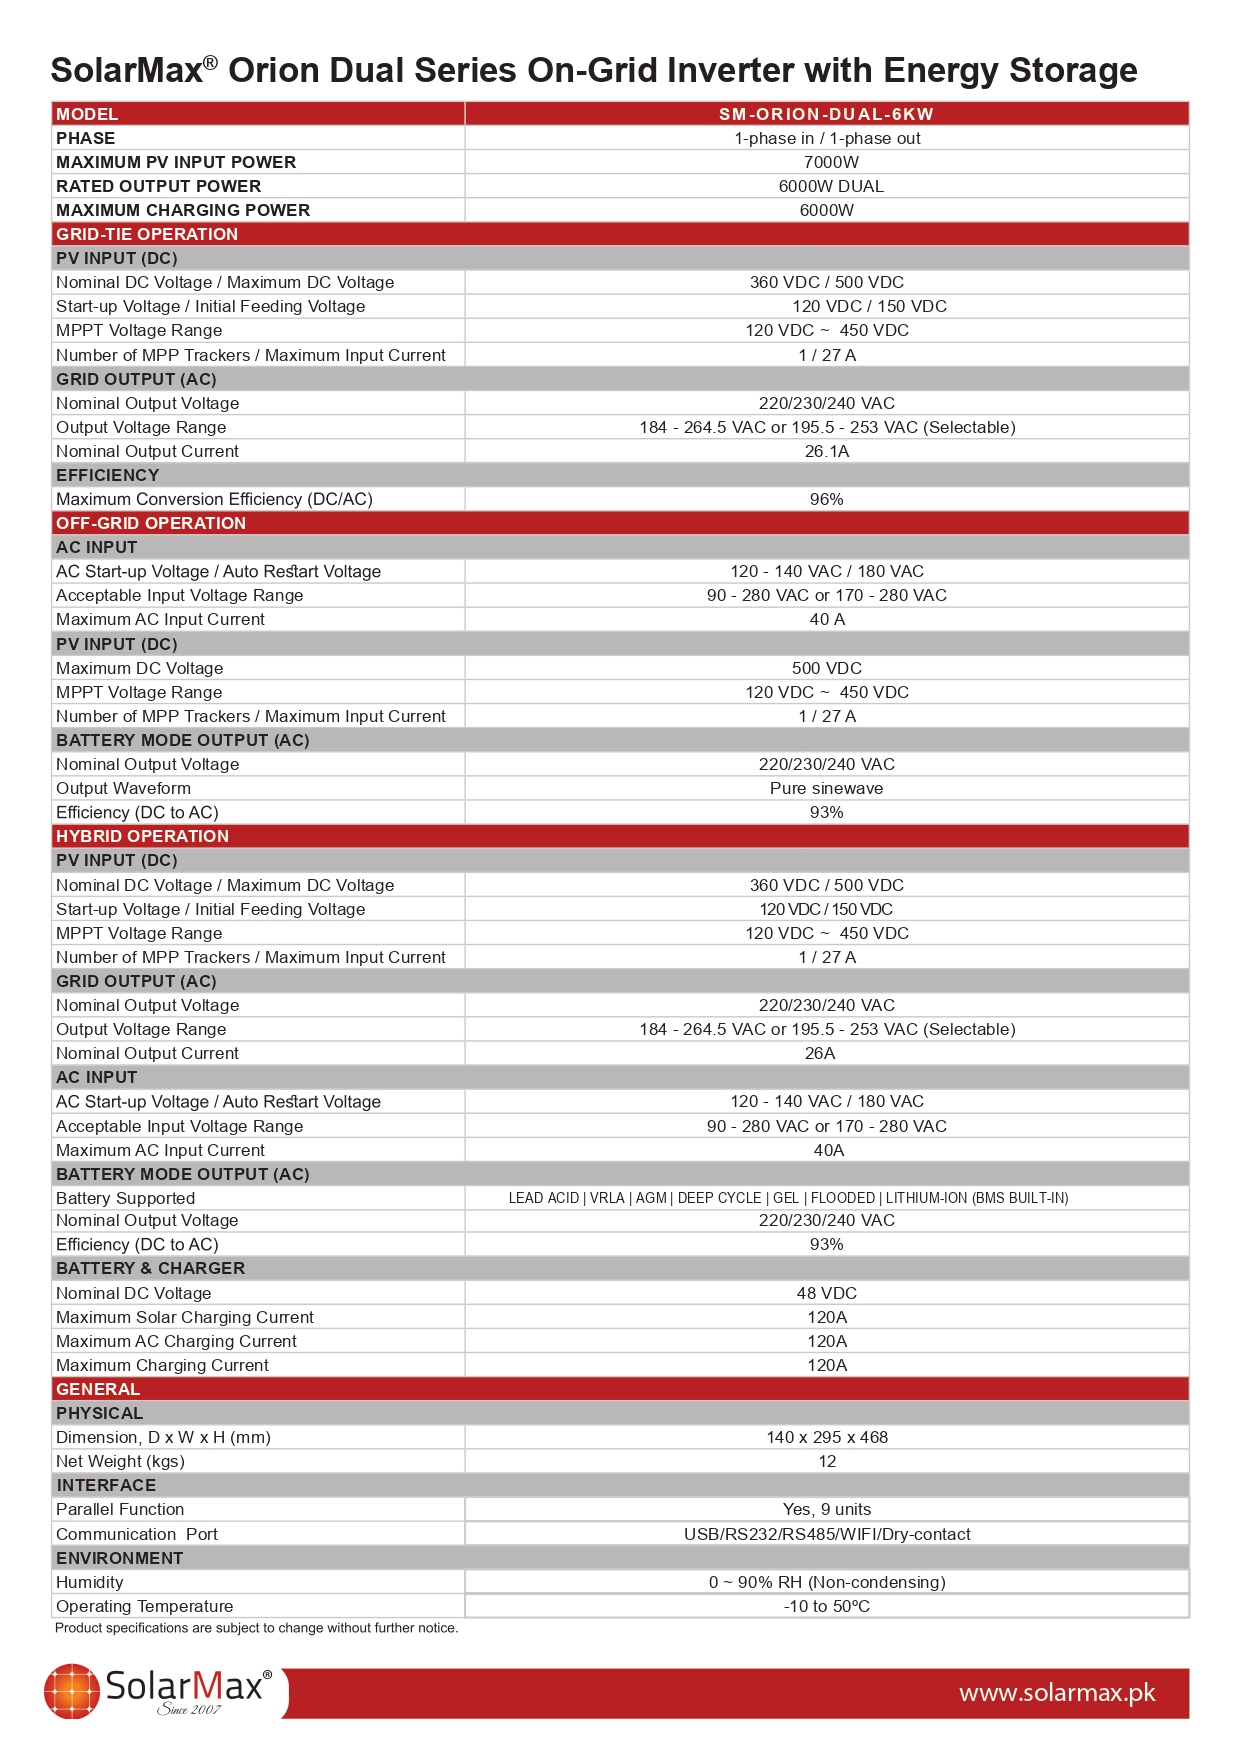 SolarMax® Orion Dual Series On-Grid Inverter with Energy Storage
MODEL SM-ORION-DUAL-6KW
PHASE 1-phase in / 1-phase out
MAXIMUM PV INPUT POWER 7000W
RATED OUTPUT POWER 6000W DUAL
MAXIMUM CHARGING POWER 6000W
GRID-TIE OPERATION
PV INPUT (DC)
Nominal DC Voltage / Maximum DC Voltage 360 VDC / 500 VDC
Start-up Voltage / Initial Feeding Voltage 120 VDC / 150 VDC
MPPT Voltage Range 120 VDC ~ 450 VDC
Number of MPP Trackers / Maximum Input Current 1 / 27 A
GRID OUTPUT (AC)
Nominal Output Voltage 220/230/240 VAC
Output Voltage Range 184 - 264.5 VAC or 195.5 - 253 VAC (Selectable)
Nominal Output Current 26.1A
EFFICIENCY
Maximum Conversion Efficiency (DC/AC) 96%
OFF-GRID OPERATION
AC INPUT
AC Start-up Voltage / Auto Restart Voltage 120 - 140 VAC / 180 VAC
Acceptable Input Voltage Range 90 - 280 VAC or 170 - 280 VAC
Maximum AC Input Current 40 A
PV INPUT (DC)
Maximum DC Voltage 500 VDC
MPPT Voltage Range 120 VDC ~ 450 VDC
Number of MPP Trackers / Maximum Input Current 1 / 27 A
BATTERY MODE OUTPUT (AC)
Nominal Output Voltage 220/230/240 VAC
Output Waveform Pure sinewave
Efficiency (DC to AC) 93%
HYBRID OPERATION
PV INPUT (DC)
Nominal DC Voltage / Maximum DC Voltage 360 VDC / 500 VDC
Start-up Voltage / Initial Feeding Voltage 120 VDC / 150 VDC
MPPT Voltage Range 120 VDC ~ 450 VDC
Number of MPP Trackers / Maximum Input Current 1 / 27 A
GRID OUTPUT (AC)
Nominal Output Voltage 220/230/240 VAC
Output Voltage Range 184 - 264.5 VAC or 195.5 - 253 VAC (Selectable)
Nominal Output Current 26A
AC INPUT
AC Start-up Voltage / Auto Restart Voltage 120 - 140 VAC / 180 VAC
Acceptable Input Voltage Range 90 - 280 VAC or 170 - 280 VAC
Maximum AC Input Current 40A
BATTERY MODE OUTPUT (AC)
Battery Supported LEAD ACID | VRLA | AGM | DEEP CYCLE | GEL | FLOODED | LITHIUM-ION (BMS BUILT-IN)
Nominal Output Voltage 220/230/240 VAC
Efficiency (DC to AC) 93%
BATTERY & CHARGER
Nominal DC Voltage 48 VDC
Maximum Solar Charging Current 120A
Maximum AC Charging Current 120A
Maximum Charging Current 120A
GENERAL
PHYSICAL
Dimension, D x W x H (mm) 140 x 295 x 468
Net Weight (kgs) 12
INTERFACE
Parallel Function Yes, 9 units
Communication Port USB/RS232/RS485/WIFI/Dry-contact
ENVIRONMENT
Humidity 0 ~ 90% RH (Non-condensing)
Operating Temperature -10 to 50ºC
Product specifications are subject to change without further notice.
SolarMax®
Since 2007
www.solarmax.pk